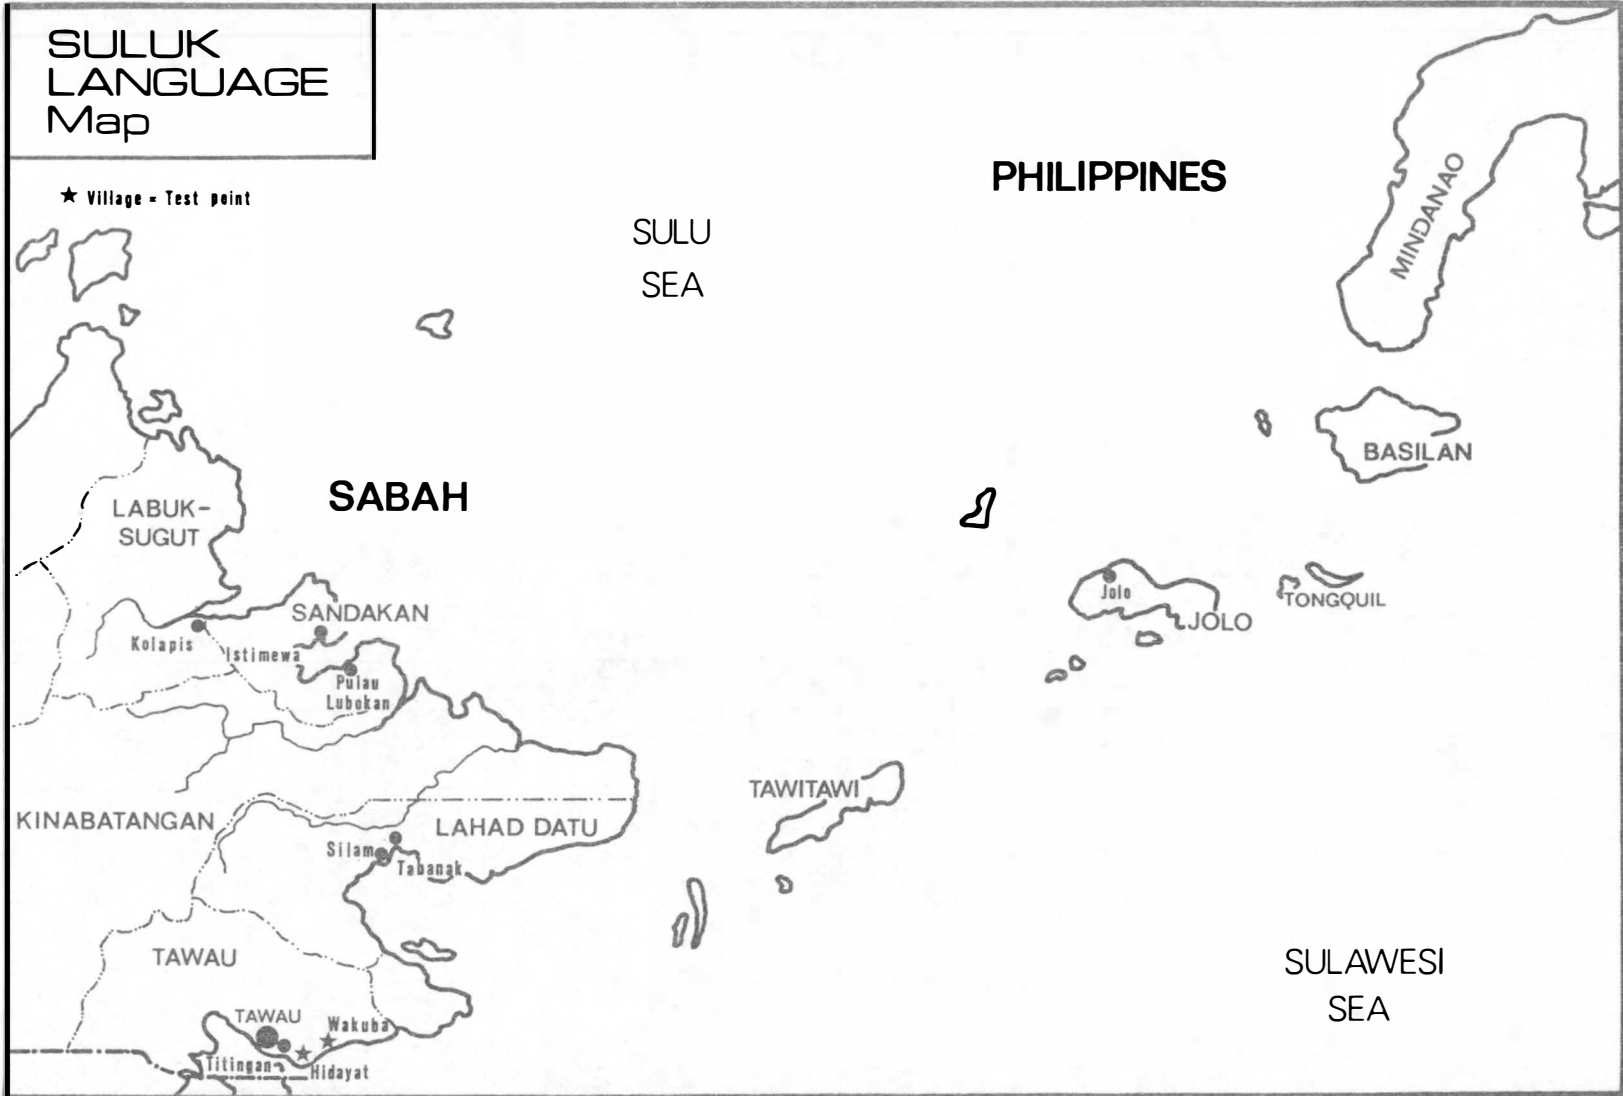 SULUK
LANGUAGE
Map
★ Village = Test point
PHILIPPINES
SULU
SEA
MINDANAO
BASILAN
SABAH
LABUK-
SUGUT
Jolo
JOLO
TONGQUIL
SANDAKAN
Kolapis
Istimewa
Pulau
Lubokan
TAWITAWI
KINABATANGAN
LAHAD DATU
Silam
Tabanak
TAWAU
SULAWESI
SEA
TAWAU
Wakuba
Titingan
Hidayat